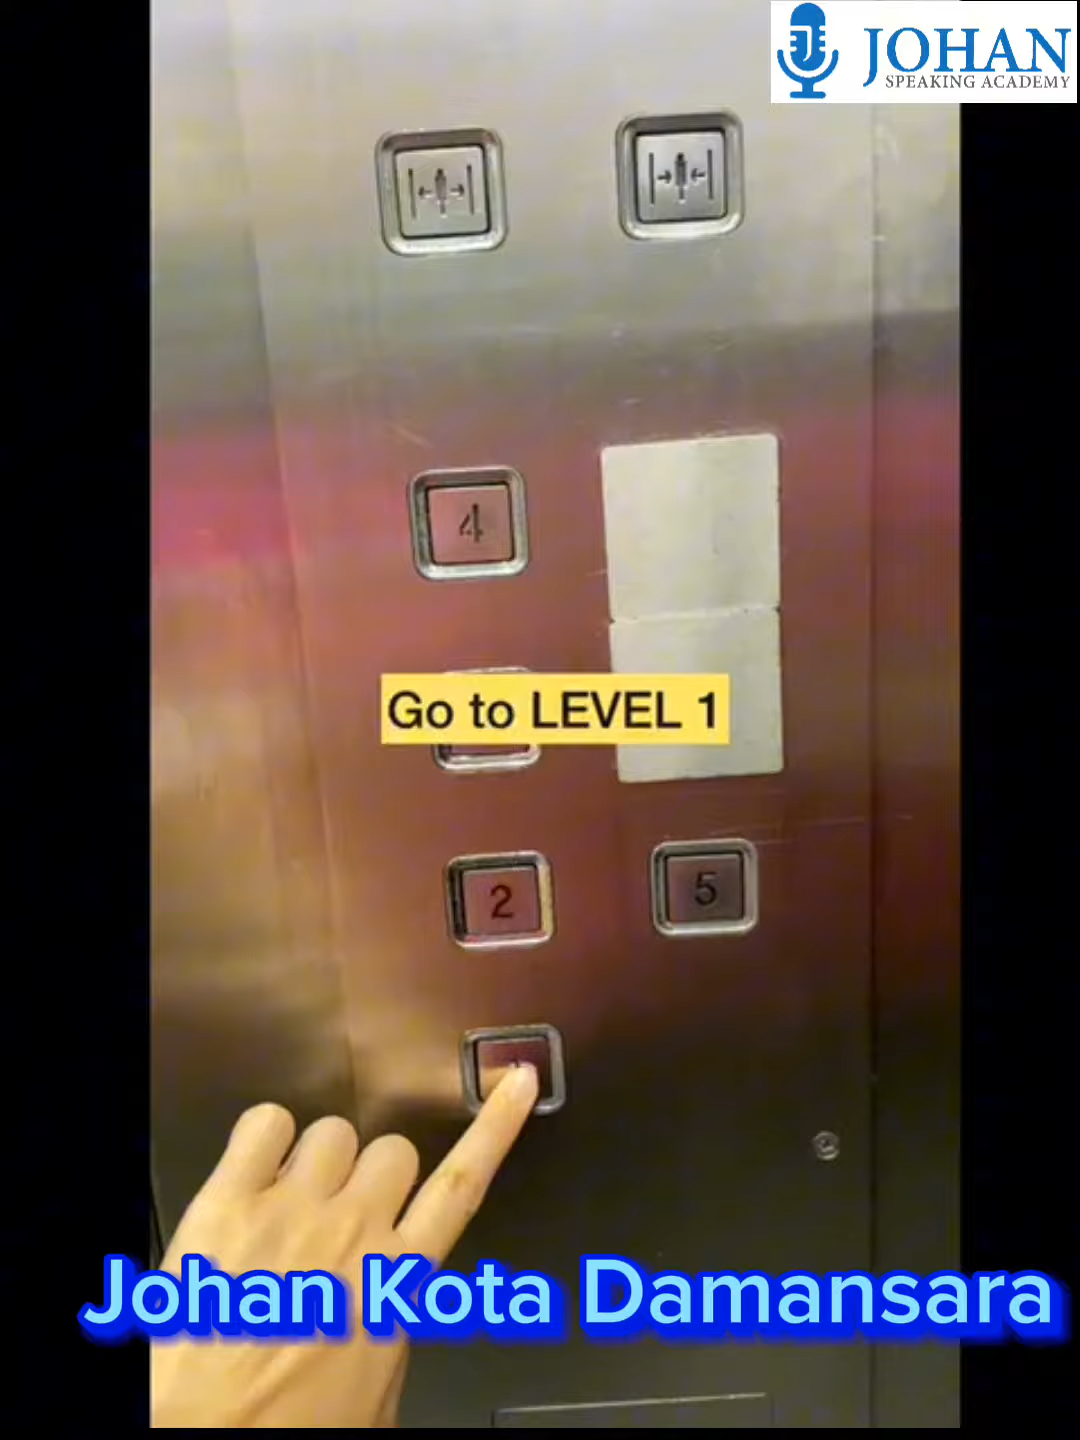 JOHAN
SPEAKING ACADEMY
4
Go to LEVEL 1
2
5
Johan Kota Damansara